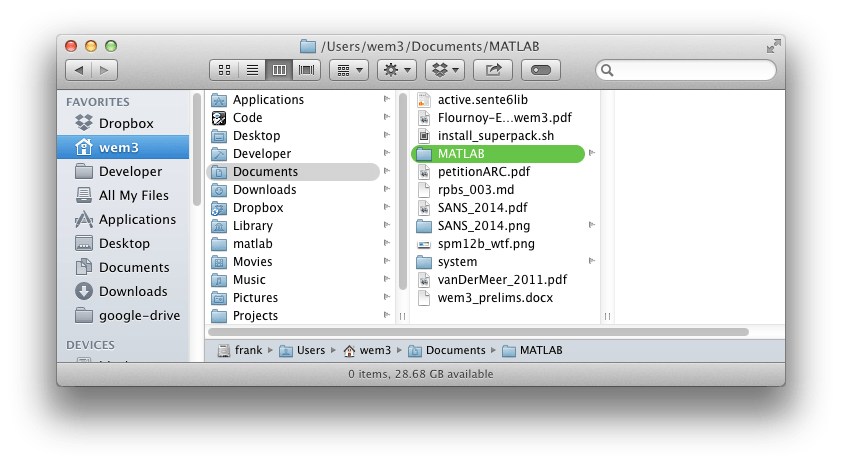 /Users/wem3/Documents/MATLAB
FAVORITES
Dropbox
wem3
Developer
All My Files
Applications
Desktop
Documents
Downloads
google-drive
DEVICES
Applications
Code
Desktop
Developer
Documents
Downloads
Dropbox
Library
matlab
Movies
Music
Pictures
Projects
active.sente6lib
Flournoy-E...wem3.pdf
install_superpack.sh
MATLAB
petitionARC.pdf
rpbs_003.md
SANS_2014.pdf
SANS_2014.png
spm12b_wtf.png
system
vanDerMeer_2011.pdf
wem3_prelims.docx
frank Users wem3 Documents MATLAB
0 items, 28.68 GB available